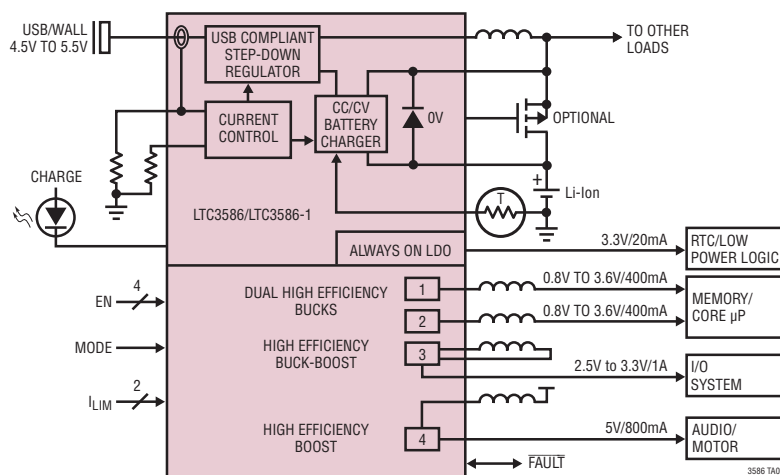 USB/WALL
4.5V TO 5.5V
USB COMPLIANT
STEP-DOWN
REGULATOR
TO OTHER
LOADS
CURRENT
CONTROL
CC/CV
BATTERY
CHARGER
0V
OPTIONAL
CHARGE
LTC3586/LTC3586-1
T
+
Li-Ion
ALWAYS ON LDO
3.3V/20mA
RTC/LOW
POWER LOGIC
EN
4
MODE
ILIM
2
DUAL HIGH EFFICIENCY
BUCKS
1
0.8V TO 3.6V/400mA
2
0.8V TO 3.6V/400mA
MEMORY/
CORE µP
HIGH EFFICIENCY
BUCK-BOOST
3
2.5V to 3.3V/1A
I/O
SYSTEM
HIGH EFFICIENCY
BOOST
4
5V/800mA
AUDIO/
MOTOR
FAULT